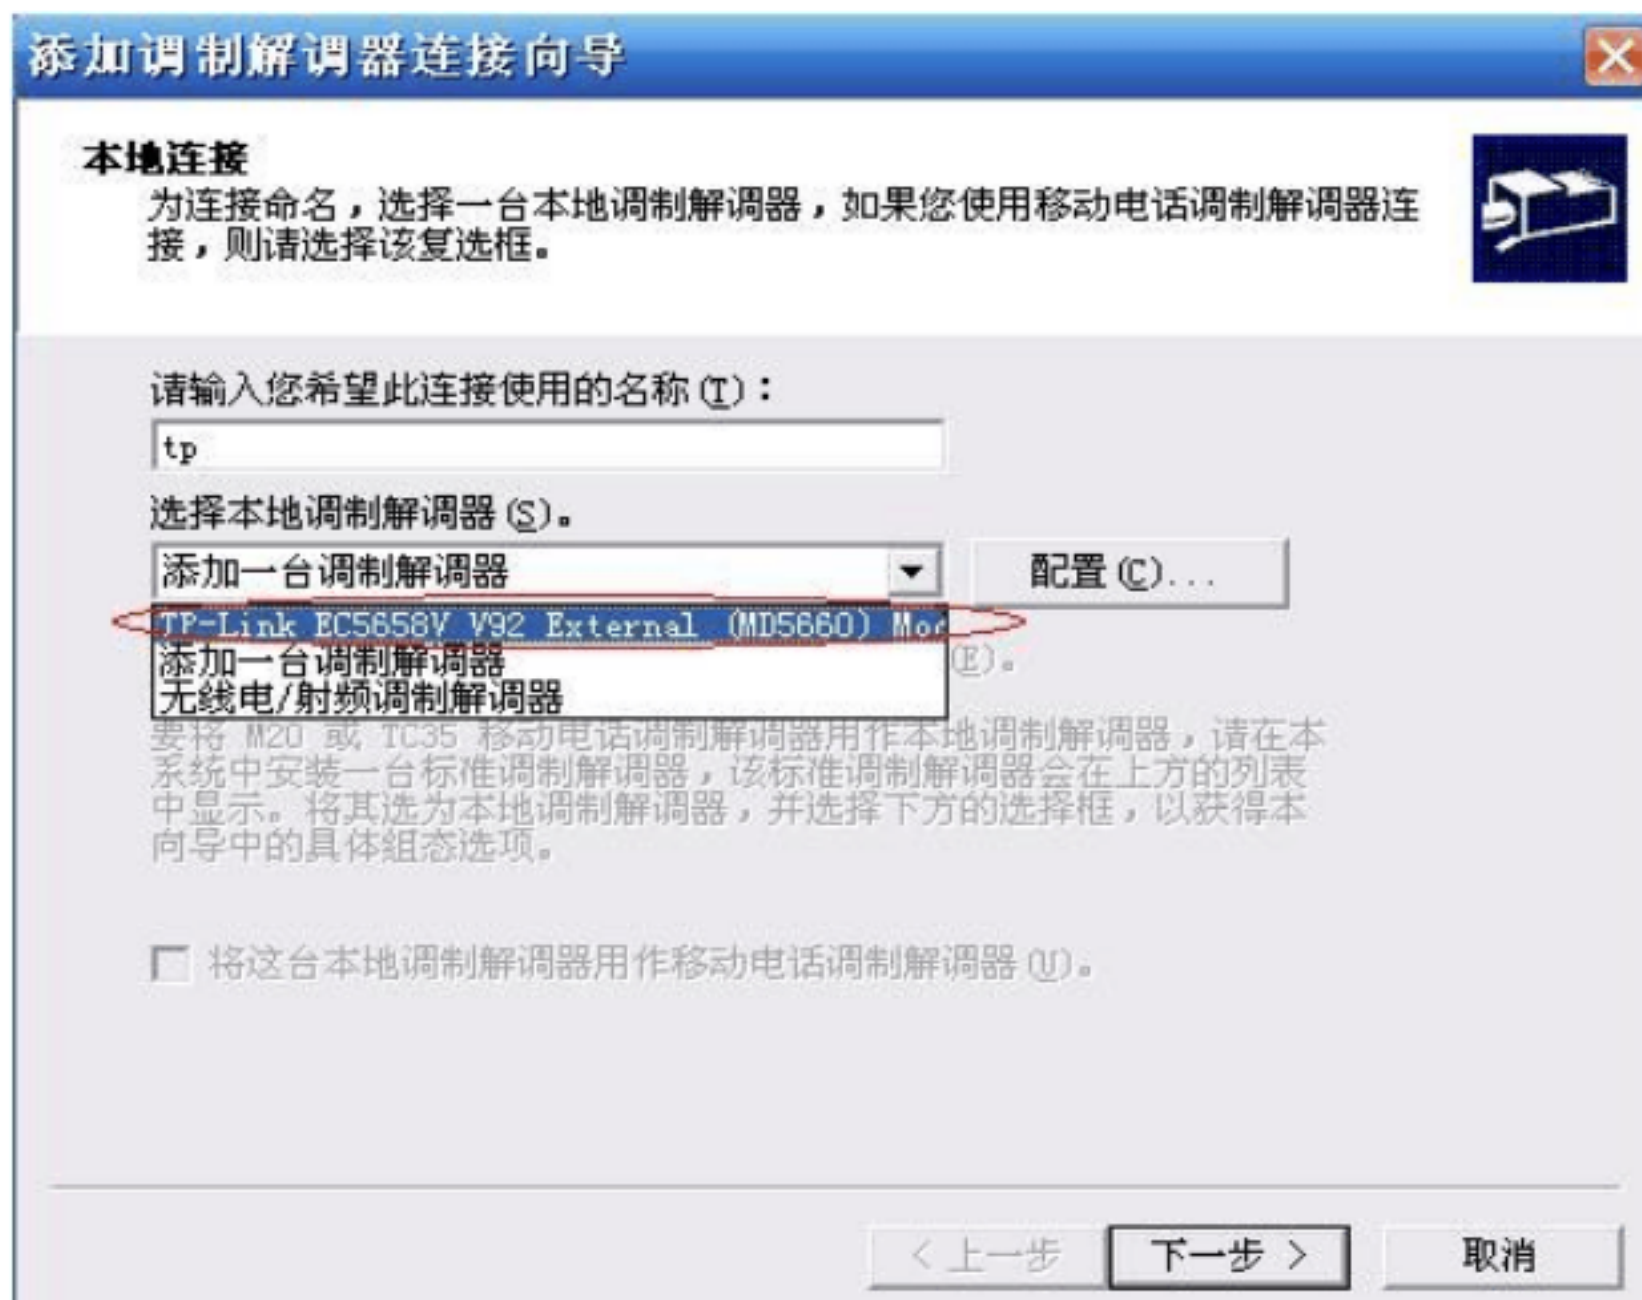 添加调制解调器连接向导
本地连接
为连接命名，选择一台本地调制解调器，如果您使用移动电话调制解调器连
接，则请选择该复选框。
请输入您希望此连接使用的名称(T)：
tp
选择本地调制解调器(S)。
添加一台调制解调器
配置(C)...
TP-Link EC5658V V92 External (MD5660) Mod
(E)。
添加一台调制解调器
无线电/射频调制解调器
要将 M20 或 TC35 移动电话调制解调器用作本地调制解调器，请在本
系统中安装一台标准调制解调器，该标准调制解调器会在上方的列表
中显示。将其选为本地调制解调器，并选择下方的选择框，以获得本
向导中的具体组态选项。
将这台本地调制解调器用作移动电话调制解调器(U)。
< 上一步
下一步 >
取消